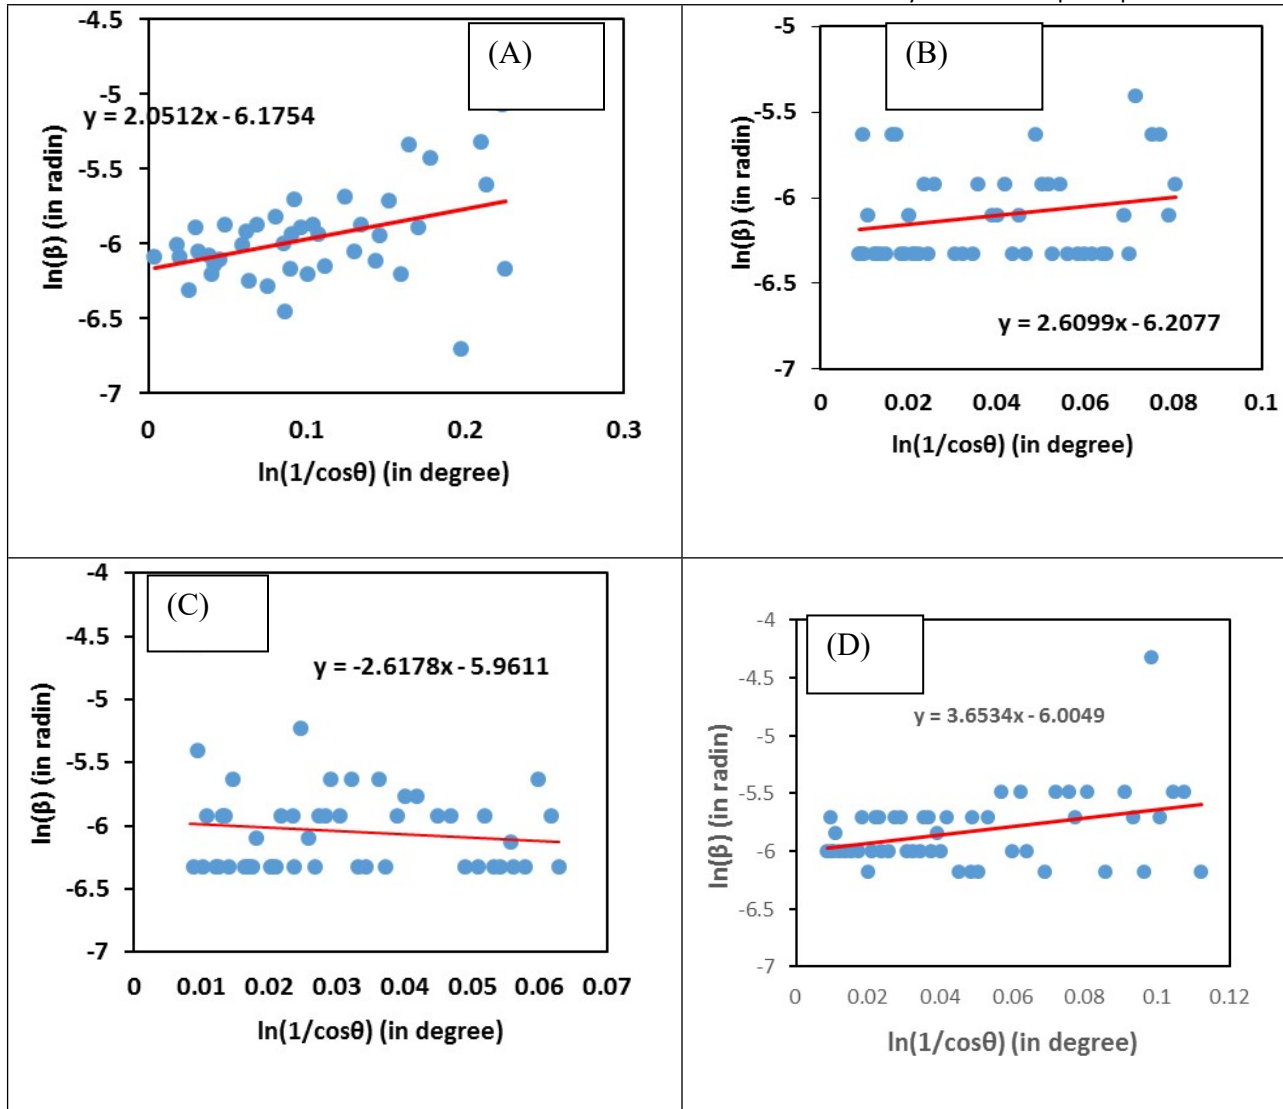 (A)
y = 2.0512x - 6.1754
ln(β) (in radin)
-4.5
-5
-5.5
-6
-6.5
-7
0 0.1 0.2 0.3
ln(1/cosθ) (in degree)
(B)
y = 2.6099x - 6.2077
ln(β) (in radin)
-5
-5.5
-6
-6.5
-7
0 0.02 0.04 0.06 0.08 0.1
ln(1/cosθ) (in degree)
(C)
y = -2.6178x - 5.9611
ln(β) (in radin)
-4
-4.5
-5
-5.5
-6
-6.5
-7
0 0.01 0.02 0.03 0.04 0.05 0.06 0.07
ln(1/cosθ) (in degree)
(D)
y = 3.6534x - 6.0049
ln(β) (in radin)
-4
-4.5
-5
-5.5
-6
-6.5
-7
0 0.02 0.04 0.06 0.08 0.1 0.12
ln(1/cosθ) (in degree)